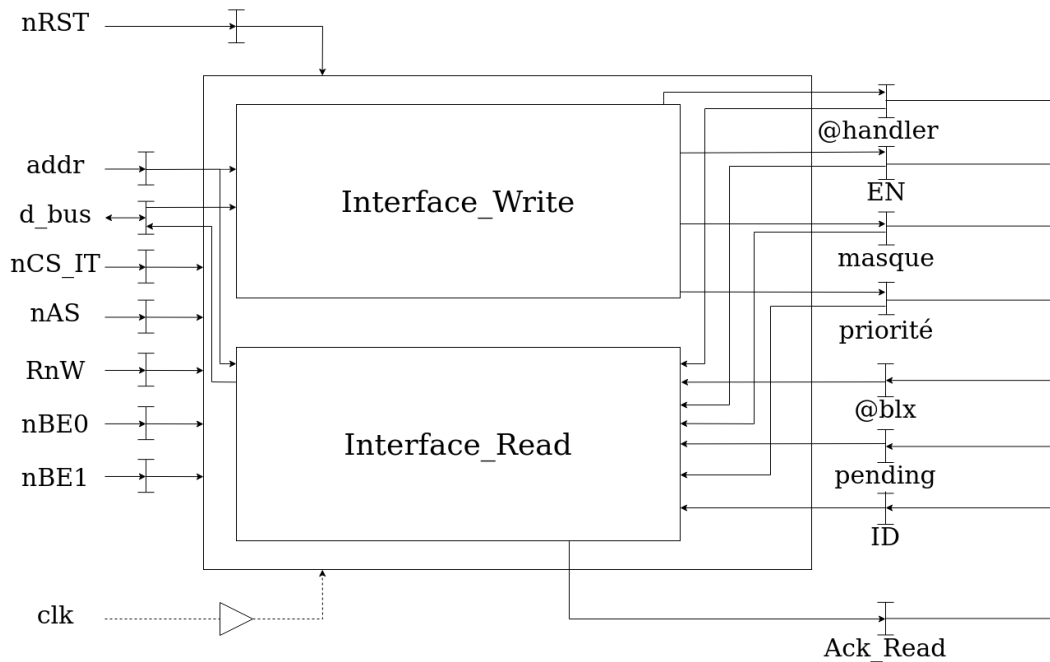 nRST
addr
d_bus
nCS_IT
nAS
RnW
nBE0
nBE1
clk
Interface_Write
Interface_Read
@handler
EN
masque
priorité
@blx
pending
ID
Ack_Read